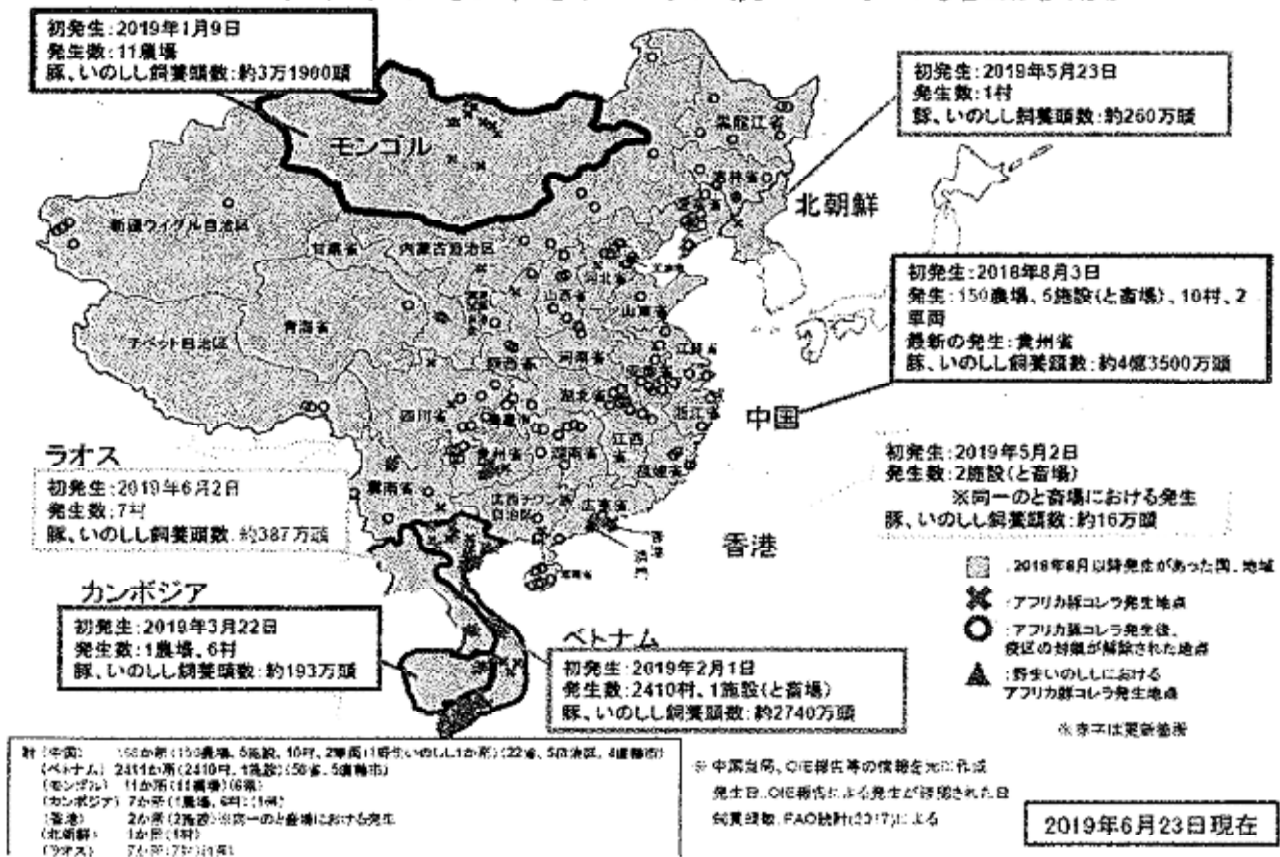 初発生:2019年1月9日
発生数:11農場
豚、いのしし飼養頭数:約3万1900頭
初発生:2019年5月23日
発生数:1村
豚、いのしし飼養頭数:約260万頭
モンゴル
黒龍江省
吉林省
北朝鮮
新疆ウイグル自治区
甘粛省
内蒙古自治区
河北省
山西省
山東省
初発生:2018年8月3日
発生:150農場、5施設(と畜場)、10村、2
車両
最新の発生:貴州省
豚、いのしし飼養頭数:約4億3500万頭
青海省
チベット自治区
陕西省
河南省
江蘇省
湖北省
四川省
浙江省
中国
江西省
貴州省
湖南省
福建省
ラオス
初発生:2019年6月2日
発生数:7村
豚、いのしし飼養頭数:約387万頭
雲南省
広西チワン族
自治区
広東省
初発生:2019年5月2日
発生数:2施設(と畜場)
※同一のと畜場における発生
豚、いのしし飼養頭数:約16万頭
香港
:2018年8月以降発生があった国、地域
:アフリカ豚コレラ発生地点
:アフリカ豚コレラ発生後、
疫区の封鎖が解除された地点
:野生いのししにおける
アフリカ豚コレラ発生地点
※赤字は更新箇所
カンボジア
初発生:2019年3月22日
発生数:1農場、6村
豚、いのしし飼養頭数:約193万頭
ベトナム
初発生:2019年2月1日
発生数:2410村、1施設(と畜場)
豚、いのしし飼養頭数:約2740万頭
(中国)
(ベトナム) 2411か所(2410村、1施設)
(モンゴル) 11か所(11農場)(6県)
(カンボジア) 7か所(1農場、6村)
(香港) 2か所(2施設)※同一のと畜場における発生
(北朝鮮) 1か所(1村)
(ラオス) 7か所(7村)
※ 中国当局、OIE報告等の情報を元に作成
発生日:OIE報告による発生が確認された日
飼養頭数:FAO統計(2017)による
2019年6月23日現在